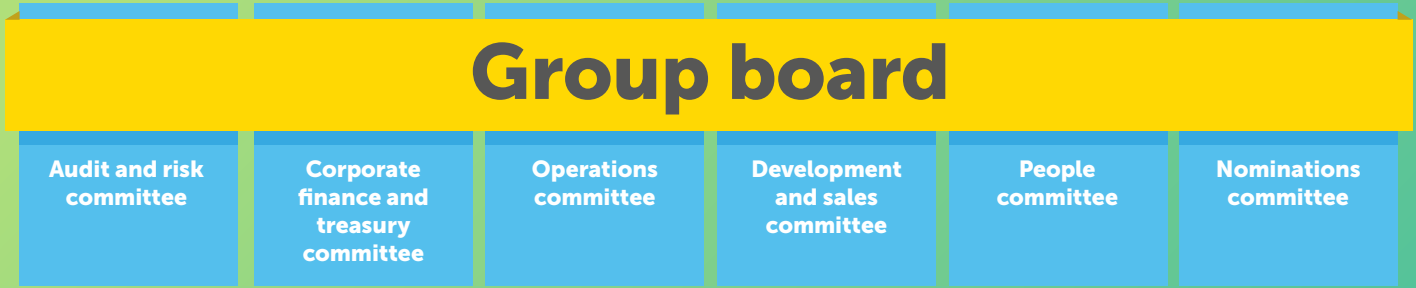 Group board
Audit and risk
committee
Corporate
finance and
treasury
committee
Operations
committee
Development
and sales
committee
People
committee
Nominations
committee